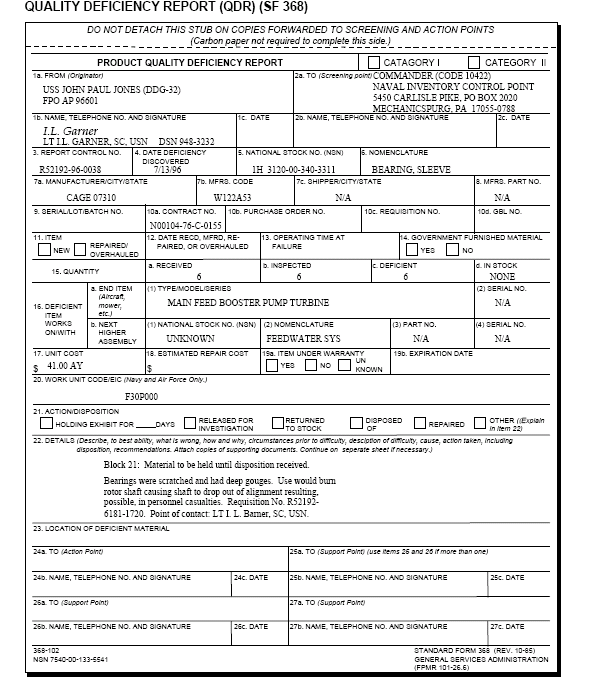 QUALITY DEFICIENCY REPORT (QDR) (SF 368)
DO NOT DETACH THIS STUB ON COPIES FORWARDED TO SCREENING AND ACTION POINTS
(Carbon paper not required to complete this side.)
PRODUCT QUALITY DEFICIENCY REPORT CATAGORY I CATEGORY II
1a. FROM (Originator)
USS JOHN PAUL JONES (DDG-32)
FPO AP 96601
2a. TO (Screening point) COMMANDER (CODE 10422)
NAVAL INVENTORY CONTROL POINT
5450 CARLISLE PIKE, PO BOX 2020
MECHANICSPURG, PA 17055-0788
1b. NAME, TELEPHONE NO. AND SIGNATURE 1c. DATE 2b. NAME, TELEPHONE NO. AND SIGNATURE 2c. DATE
I.L. Garner
LT I.L. GARNER, SC, USN DSN 948-3232
3. REPORT CONTROL NO. 4. DATE DEFICIENCY DISCOVERED 5. NATIONAL STOCK NO. (NSN) 6. NOMENCLATURE
R52192-96-0038 7/13/96 1H 3120-00-340-3311 BEARING, SLEEVE
7a. MANUFACTURER/CITY/STATE 7b. MFRS. CODE 7c. SHIPPER/CITY/STATE 8. MFRS. PART NO.
CAGE 07310 W122A53 N/A N/A
9. SERIAL/LOT/BATCH NO. 10a. CONTRACT NO. 10b. PURCHASE ORDER NO. 10c. REQUISITION NO. 10d. GBL NO.
N00104-76-C-0155
11. ITEM NEW REPAIRED/ OVERHAULED
12. DATE RECD, MFRD, RE-
PAIRED, OR OVERHAULED
13. OPERATING TIME AT
FAILURE
14. GOVERNMENT FURNISHED MATERIAL
YES NO
15. QUANTITY a. RECEIVED b. INSPECTED c. DEFICIENT d. IN STOCK
6 6 6 NONE
16. DEFICIENT
ITEM
WORKS
ON/WITH
a. END ITEM
(Aircraft,
mower,
etc.)
(1) TYPE/MODEL/SERIES (2) SERIAL NO.
MAIN FEED BOOSTER PUMP TURBINE N/A
b. NEXT
HIGHER
ASSEMBLY
(1) NATIONAL STOCK NO. (NSN) (2) NOMENCLATURE (3) PART NO. (4) SERIAL NO.
UNKNOWN FEEDWATER SYS N/A N/A
17. UNIT COST 18. ESTIMATED REPAIR COST 19a. ITEM UNDER WARRANTY 19b. EXPIRATION DATE
$ 41.00 AY $ YES NO UN KNOWN
20. WORK UNIT CODE/EIC (Navy and Air Force Only.)
F30P000
21. ACTION/DISPOSITION
HOLDING EXHIBIT FOR ____DAYS RELEASED FOR INVESTIGATION RETURNED TO STOCK DISPOSED OF REPAIRED OTHER ((Explain in item 22)
22. DETAILS (Describe, to best ability, what is wrong, how and why, circumstances prior to difficulty, desciption of difficulty, cause, action taken, including
disposition, recommendations. Attach copies of supporting documents. Continue on seperate sheet if necessary.)
Block 21: Material to be held until disposition received.
Bearings were scratched and had deep gouges. Use would burn
rotor shaft causing shaft to drop out of alignment resulting,
possible, in personnel casualties. Requisition No. R52192-
6181-1720. Point of contact: LT I. L. Barner, SC, USN.
23. LOCATION OF DEFICIENT MATERIAL
24a. TO (Action Point) 25a. TO (Support Point) (use items 25 and 26 if more than one)
24b. NAME, TELEPHONE NO. AND SIGNATURE 24c. DATE 25b. NAME, TELEPHONE NO. AND SIGNATURE 25c. DATE
26a. TO (Support Point) 27a. TO (Support Point)
26b. NAME, TELEPHONE NO. AND SIGNATURE 26c. DATE 27b. NAME, TELEPHONE NO. AND SIGNATURE 27c. DATE
368-102
NSN 7540-00-133-5541
STANDARD FORM 368 (REV. 10-85)
GENERAL SERVICES ADMINISTRATION
(FPMR 101-26.6)